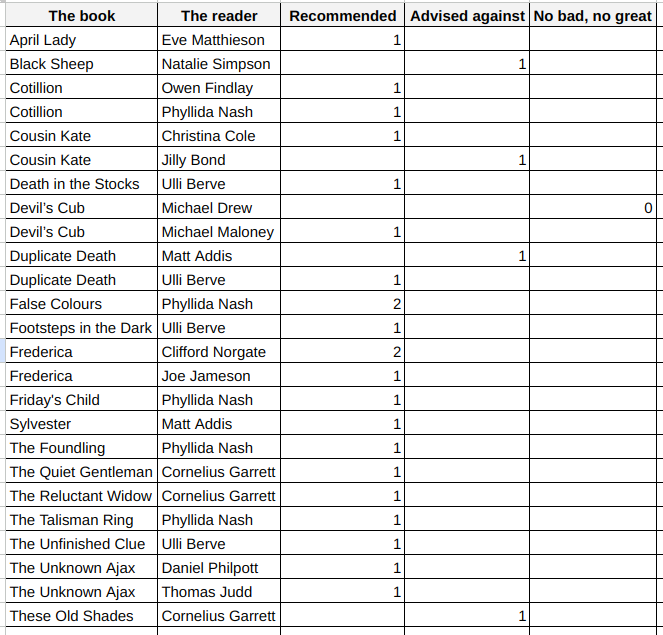 The book The reader Recommended Advised against No bad, no great
April Lady Eve Matthieson 1
Black Sheep Natalie Simpson 1
Cotillion Owen Findlay 1
Cotillion Phyllida Nash 1
Cousin Kate Christina Cole 1
Cousin Kate Jilly Bond 1
Death in the Stocks Ulli Berve 1
Devil’s Cub Michael Drew 0
Devil’s Cub Michael Maloney 1
Duplicate Death Matt Addis 1
Duplicate Death Ulli Berve 1
False Colours Phyllida Nash 2
Footsteps in the Dark Ulli Berve 1
Frederica Clifford Norgate 2
Frederica Joe Jameson 1
Friday's Child Phyllida Nash 1
Sylvester Matt Addis 1
The Foundling Phyllida Nash 1
The Quiet Gentleman Cornelius Garrett 1
The Reluctant Widow Cornelius Garrett 1
The Talisman Ring Phyllida Nash 1
The Unfinished Clue Ulli Berve 1
The Unknown Ajax Daniel Philpott 1
The Unknown Ajax Thomas Judd 1
These Old Shades Cornelius Garrett 1